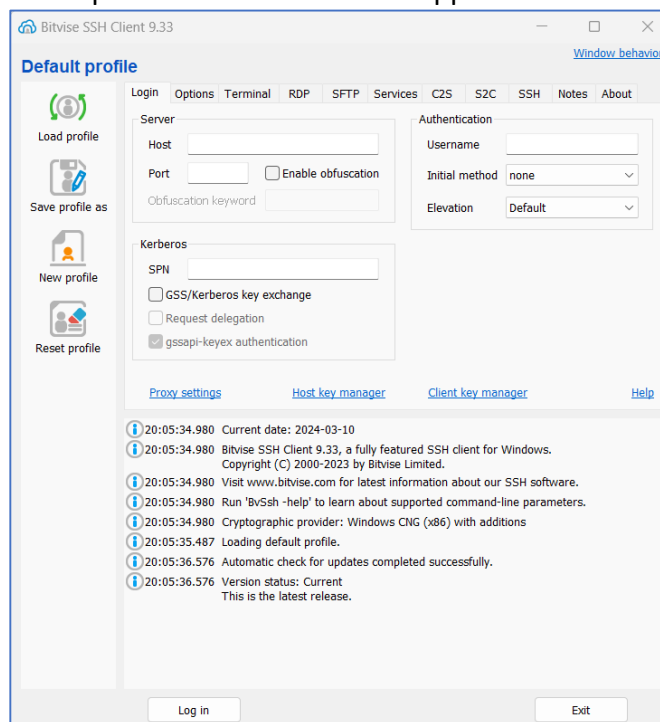 Bitvise SSH Client 9.33
Window behavior
Default profile
Login Options Terminal RDP SFTP Services C2S S2C SSH Notes About
Load profile
Save profile as
New profile
Reset profile
Server
Host
Port Enable obfuscation
Obfuscation keyword
Authentication
Username
Initial method none
Elevation Default
Kerberos
SPN
GSS/Kerberos key exchange
Request delegation
gssapi-keyex authentication
Proxy settings Host key manager Client key manager Help
20:05:34.980 Current date: 2024-03-10
20:05:34.980 Bitvise SSH Client 9.33, a fully featured SSH client for Windows.
Copyright (C) 2000-2023 by Bitvise Limited.
20:05:34.980 Visit www.bitvise.com for latest information about our SSH software.
20:05:34.980 Run 'BvSsh -help' to learn about supported command-line parameters.
20:05:34.980 Cryptographic provider: Windows CNG (x86) with additions
20:05:35.487 Loading default profile.
20:05:36.576 Automatic check for updates completed successfully.
20:05:36.576 Version status: Current
This is the latest release.
Log in Exit